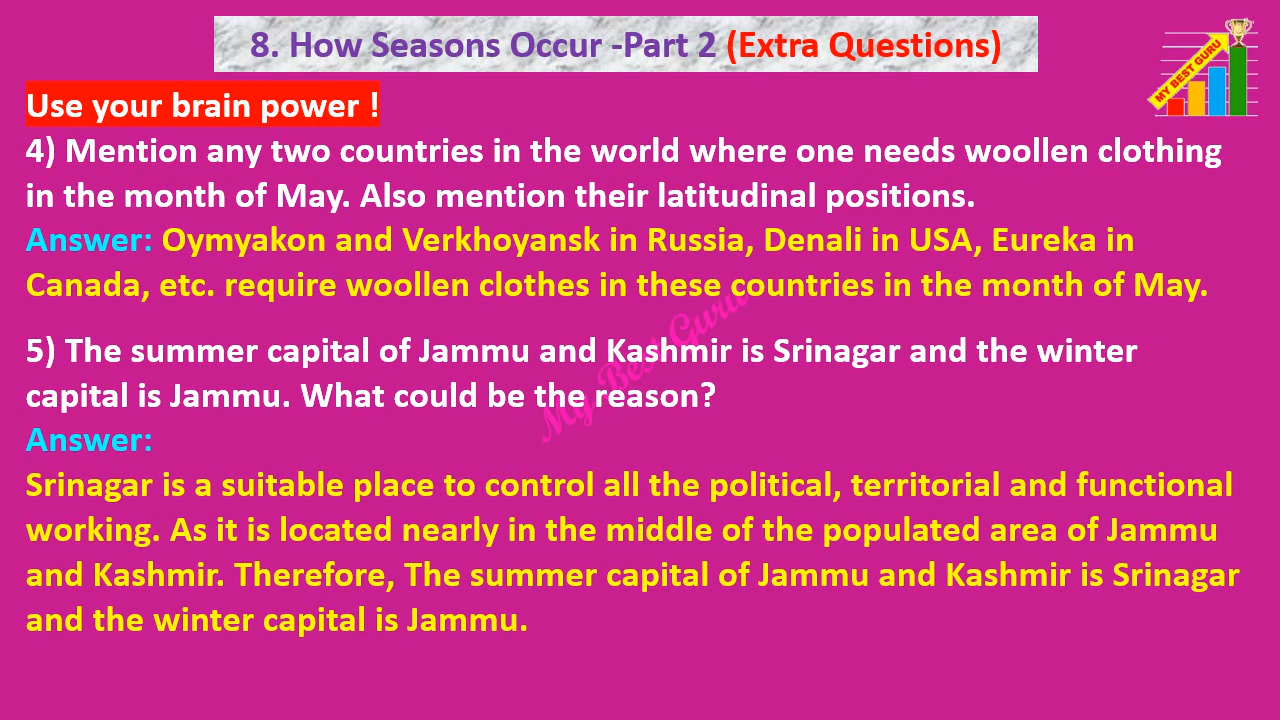 8. How Seasons Occur -Part 2 (Extra Questions)
MY BEST GURU
Use your brain power !
4) Mention any two countries in the world where one needs woollen clothing
in the month of May. Also mention their latitudinal positions.
Answer: Oymyakon and Verkhoyansk in Russia, Denali in USA, Eureka in
Canada, etc. require woollen clothes in these countries in the month of May.
My Best Guru
5) The summer capital of Jammu and Kashmir is Srinagar and the winter
capital is Jammu. What could be the reason?
Answer:
Srinagar is a suitable place to control all the political, territorial and functional
working. As it is located nearly in the middle of the populated area of Jammu
and Kashmir. Therefore, The summer capital of Jammu and Kashmir is Srinagar
and the winter capital is Jammu.